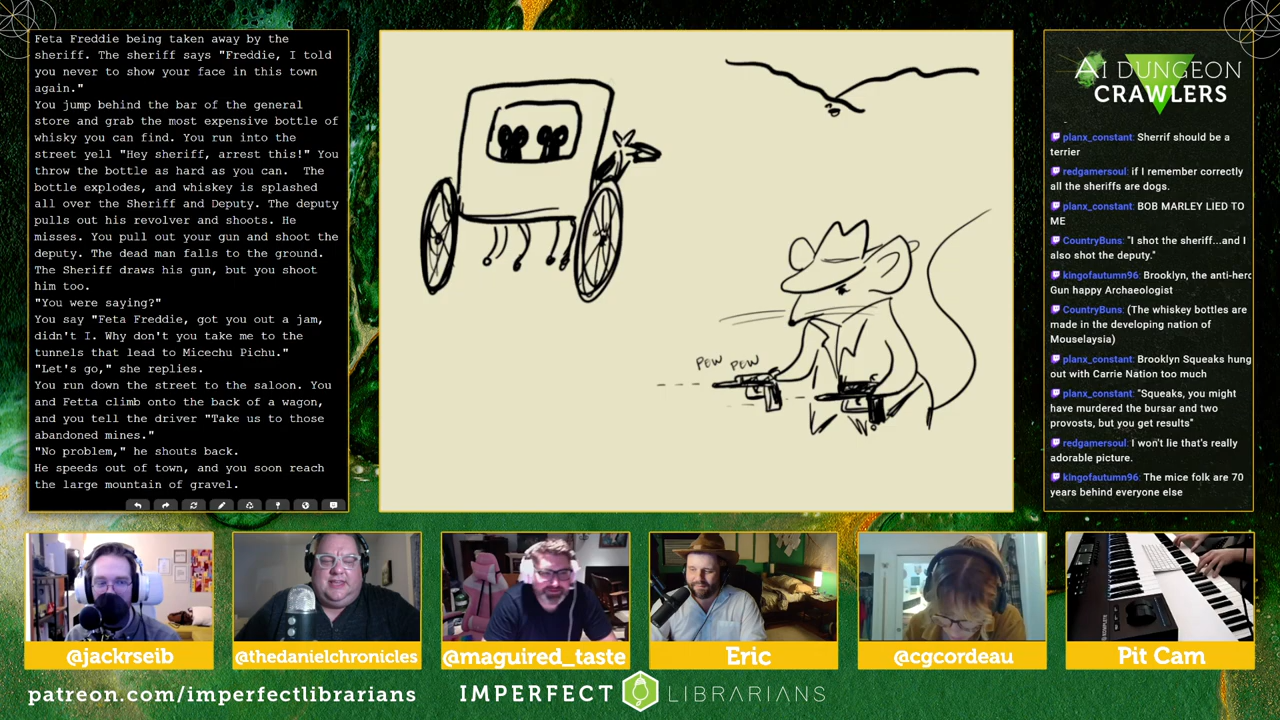 Feta Freddie being taken away by the
sheriff. The sheriff says "Freddie, I told
you never to show your face in this town
again."
You jump behind the bar of the general
store and grab the most expensive bottle of
whisky you can find. You run into the
street yell "Hey sheriff, arrest this!" You
throw the bottle as hard as you can.  The
bottle explodes, and whiskey is splashed
all over the Sheriff and Deputy. The deputy
pulls out his revolver and shoots. He
misses. You pull out your gun and shoot the
deputy. The dead man falls to the ground.
The Sheriff draws his gun, but you shoot
him too.
"You were saying?"
You say "Feta Freddie, got you out a jam,
didn't I. Why don't you take me to the
tunnels that lead to Micechu Pichu."
"Let's go," she replies.
You run down the street to the saloon. You
and Fetta climb onto the back of a wagon,
and you tell the driver "Take us to those
abandoned mines."
"No problem," he shouts back.
He speeds out of town, and you soon reach
the large mountain of gravel.
POW POW
AI DUNGEON
CRAWLERS
planx_constant: Sherrif should be a
terrier
redgamersoul: if I remember correctly
all the sheriffs are dogs.
planx_constant: BOB MARLEY LIED TO
ME
CountryBuns: "I shot the sheriff...and I
also shot the deputy."
kingofautumn96: Brooklyn, the anti-hero
Gun happy Archaeologist
CountryBuns: (The whiskey bottles are
made in the developing nation of
Mouselaysia)
planx_constant: Brooklyn Squeaks hung
out with Carrie Nation too much
planx_constant: "Squeaks, you might
have murdered the bursar and two
provosts, but you get results"
redgamersoul: I won't lie that's really
adorable picture.
kingofautumn96: The mice folk are 70
years behind everyone else
@jackrseib
@thedanielchronicles
@maguired_taste
Eric
@cgcordeau
Pit Cam
patreon.com/imperfectlibrarians
IMPERFECT LIBRARIANS